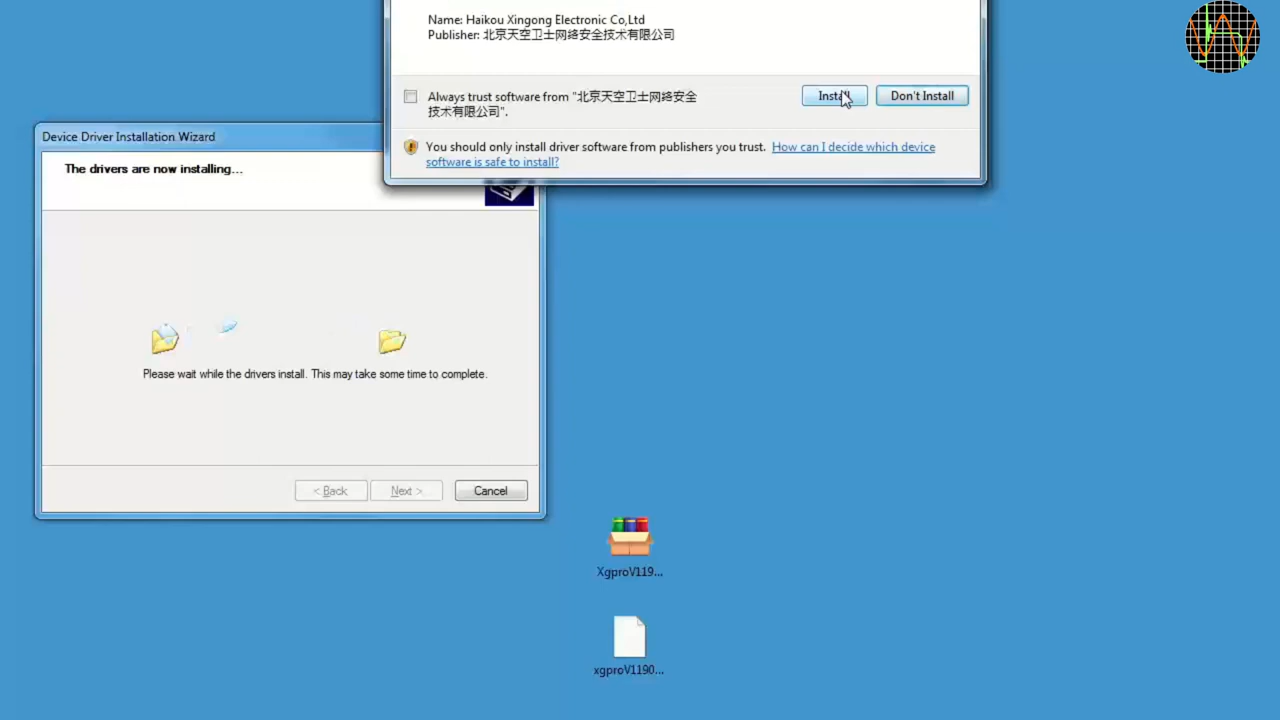 Name: Haikou Xingong Electronic Co,Ltd
Publisher: 北京天空卫士网络安全技术有限公司
Always trust software from "北京天空卫士网络安全
技术有限公司".
Install
Don't Install
You should only install driver software from publishers you trust. How can I decide which device
software is safe to install?
Device Driver Installation Wizard
The drivers are now installing...
Please wait while the drivers install. This may take some time to complete.
< Back
Next >
Cancel
XgproV119...
xgproV1190...